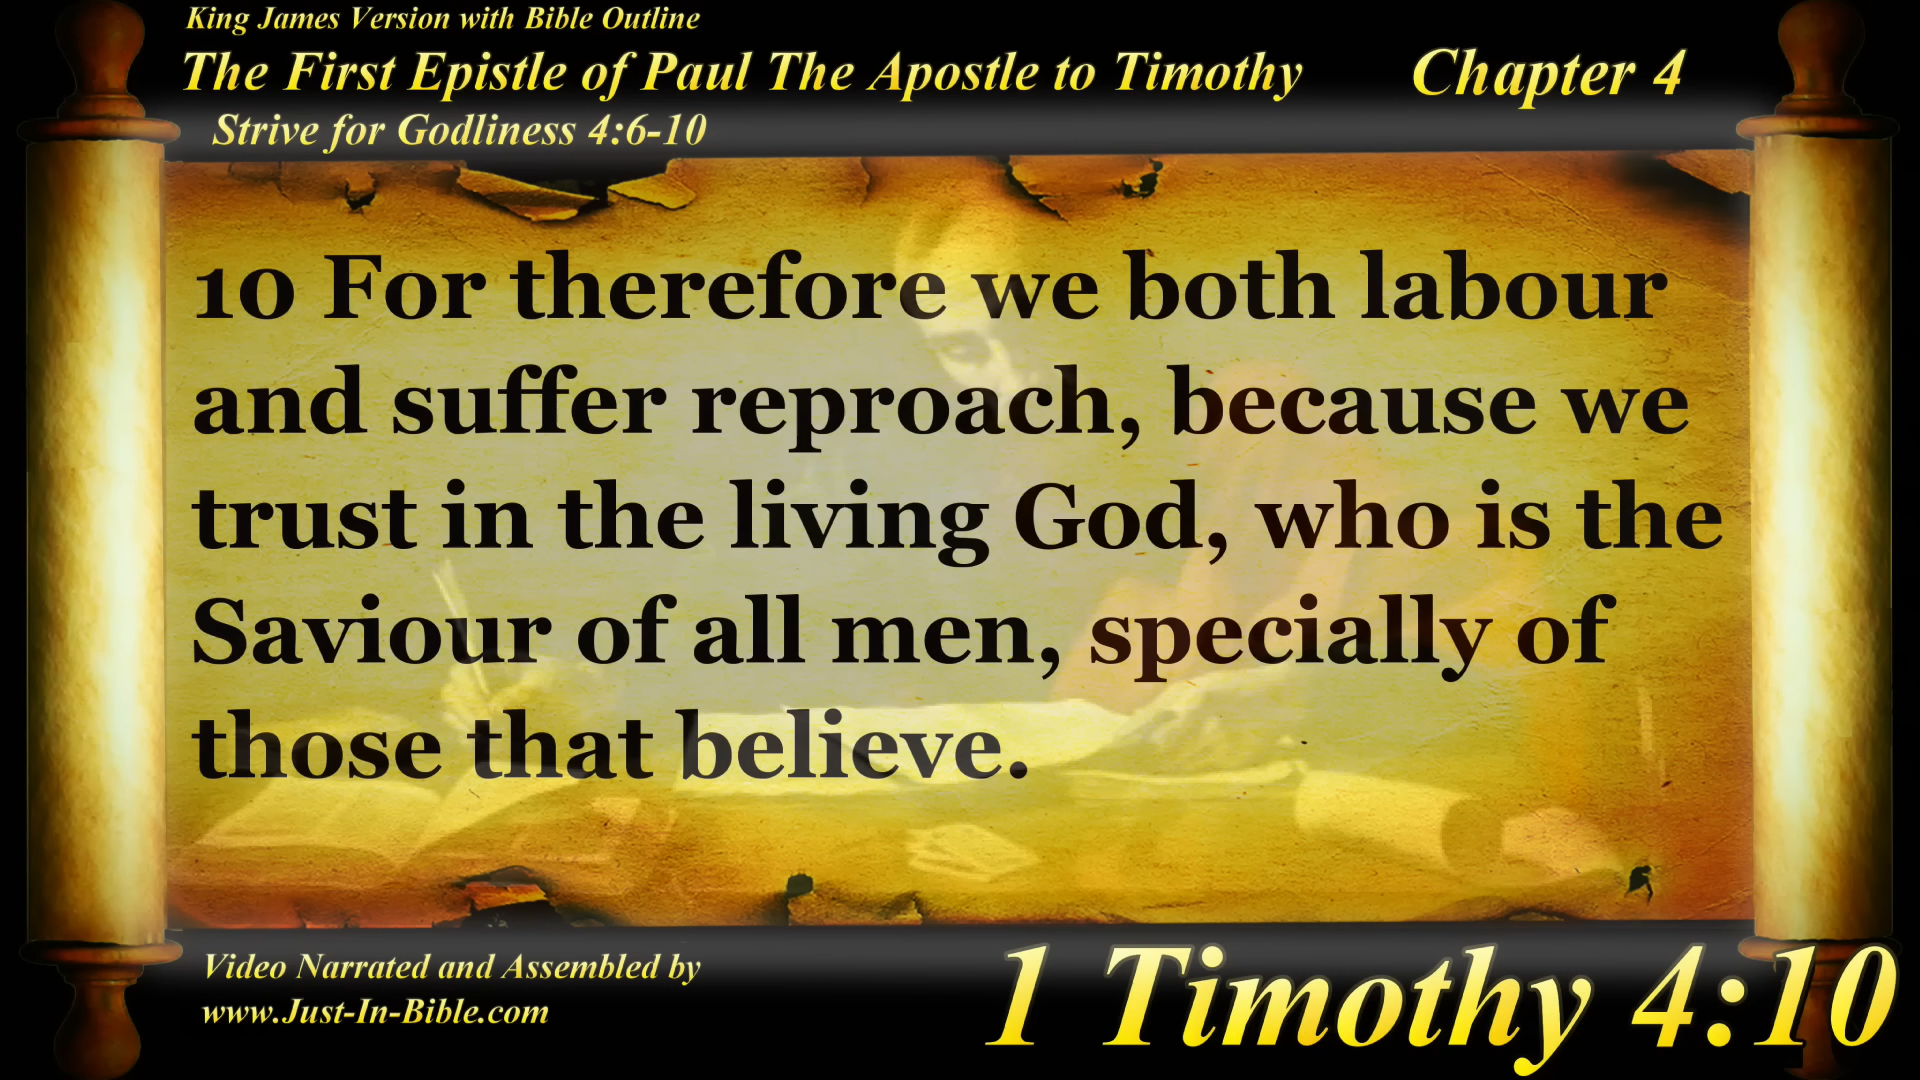 King James Version with Bible Outline
The First Epistle of Paul The Apostle to Timothy
Chapter 4
Strive for Godliness 4:6-10
10 For therefore we both labour
and suffer reproach, because we
trust in the living God, who is the
Saviour of all men, specially of
those that believe.
Video Narrated and Assembled by
www.Just-In-Bible.com
1 Timothy 4:10